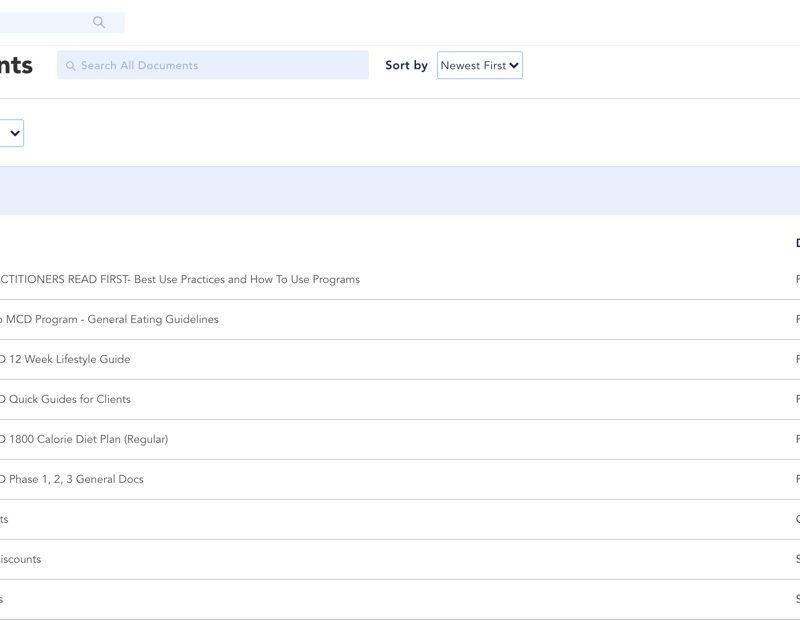 nts
Search All Documents
Sort by
Newest First
CTITIONERS READ FIRST- Best Use Practices and How To Use Programs
o MCD Program - General Eating Guidelines
D 12 Week Lifestyle Guide
D Quick Guides for Clients
D 1800 Calorie Diet Plan (Regular)
D Phase 1, 2, 3 General Docs
ts
iscounts
s